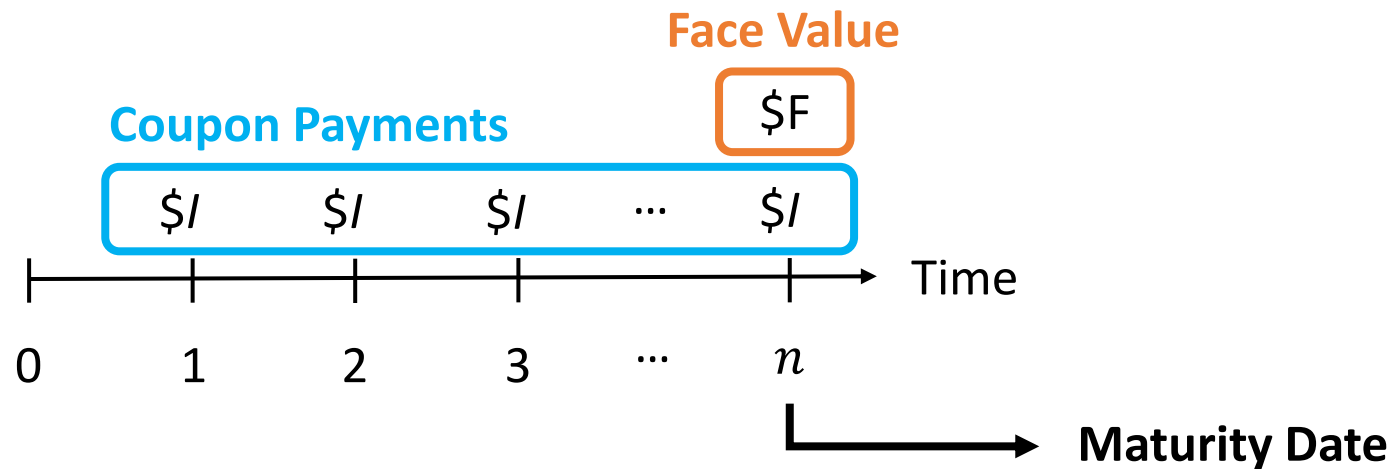 Face Value
$F
Coupon Payments
$I $I $I ... $I
Time
0 1 2 3 ... n
Maturity Date